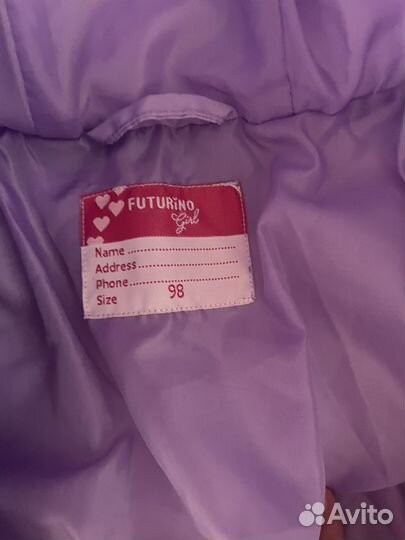 FUTURINO
Girl
Name..............................
Address.........................
Phone............................
Size 98
Avito